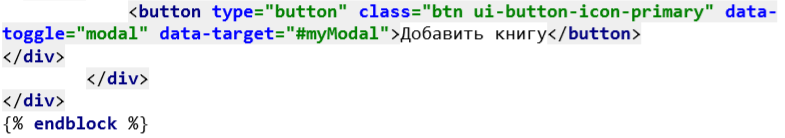 <button type="button" class="btn ui-button-icon-primary" data-
toggle="modal" data-target="#myModal">Добавить книгу</button>
</div>
</div>
</div>
{% endblock %}